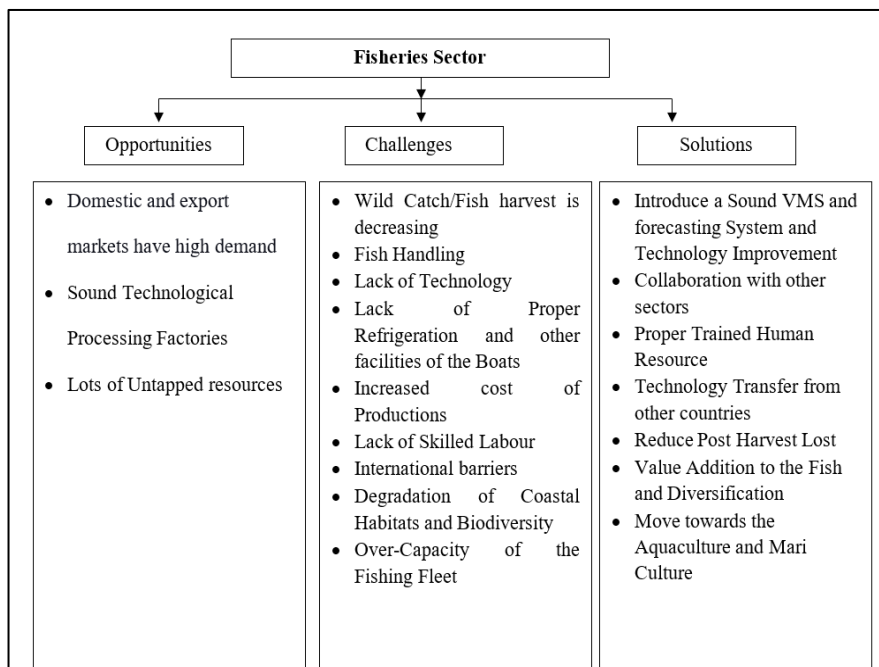 Fisheries Sector
Opportunities
Challenges
Solutions
• Domestic and export
markets have high demand
• Sound Technological
Processing Factories
• Lots of Untapped resources
• Wild Catch/Fish harvest is
decreasing
• Fish Handling
• Lack of Technology
• Lack of Proper
Refrigeration and other
facilities of the Boats
• Increased cost of
Productions
• Lack of Skilled Labour
• International barriers
• Degradation of Coastal
Habitats and Biodiversity
• Over-Capacity of the
Fishing Fleet
• Introduce a Sound VMS and
forecasting System and
Technology Improvement
• Collaboration with other
sectors
• Proper Trained Human
Resource
• Technology Transfer from
other countries
• Reduce Post Harvest Lost
• Value Addition to the Fish
and Diversification
• Move towards the
Aquaculture and Mari
Culture